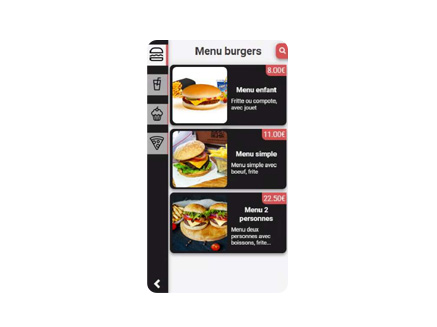 Menu burgers
8.00€
Menu enfant
Fritte ou compote,
avec jouet
11.00€
Menu simple
Menu simple avec
boeuf, frite
22.50€
Menu 2
personnes
Menu deux
personnes avec
boissons, frite...